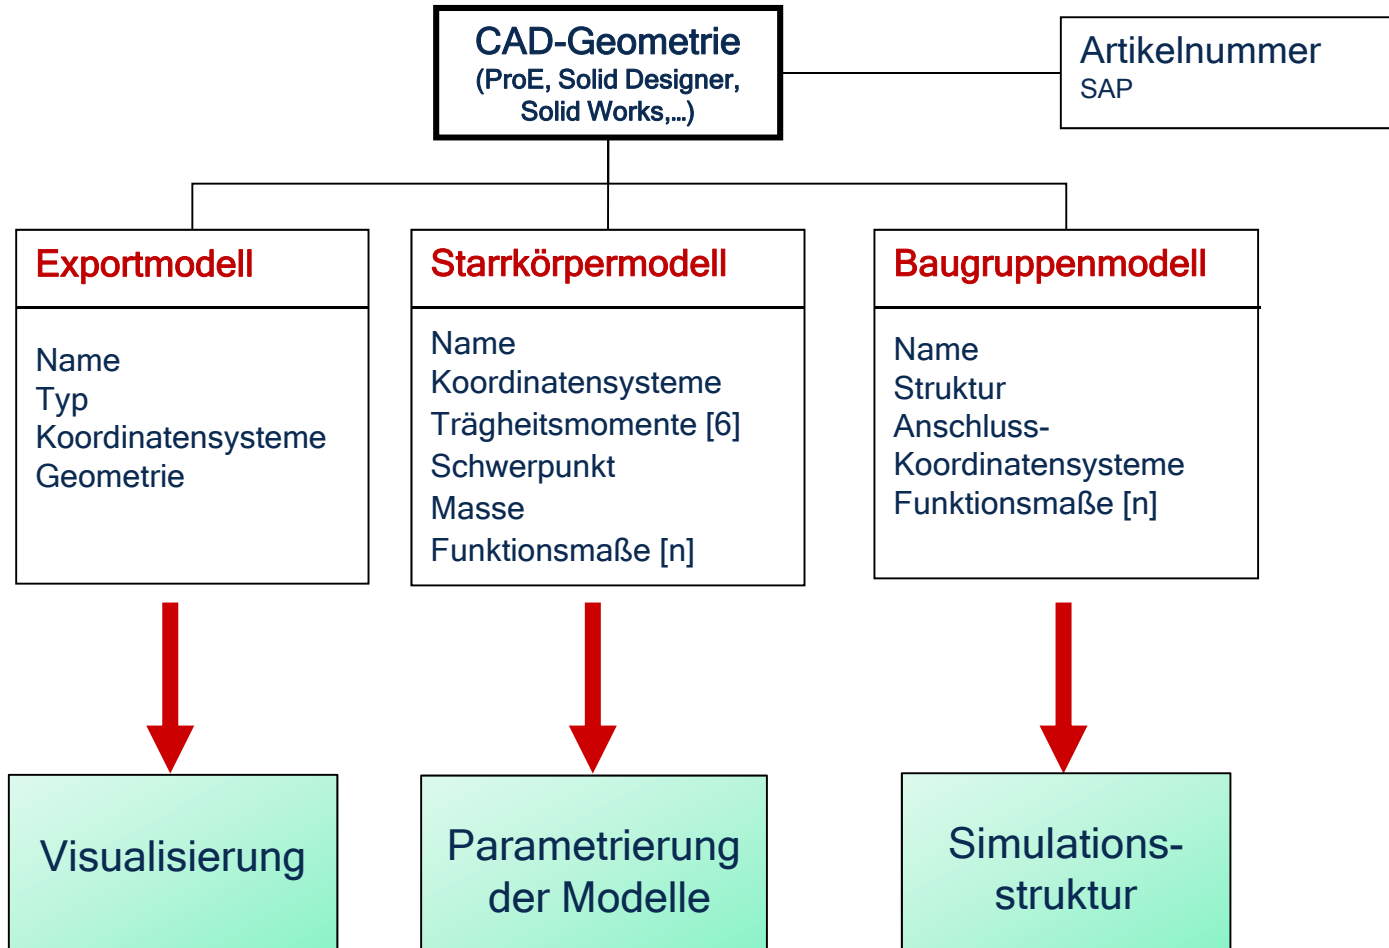 CAD-Geometrie
(ProE, Solid Designer,
Solid Works,...)
Artikelnummer
SAP
Exportmodell
Name
Typ
Koordinatensysteme
Geometrie
Starrkörpermodell
Name
Koordinatensysteme
Trägheitsmomente [6]
Schwerpunkt
Masse
Funktionsmaße [n]
Baugruppenmodell
Name
Struktur
Anschluss-
Koordinatensysteme
Funktionsmaße [n]
Visualisierung
Parametrierung
der Modelle
Simulations-
struktur